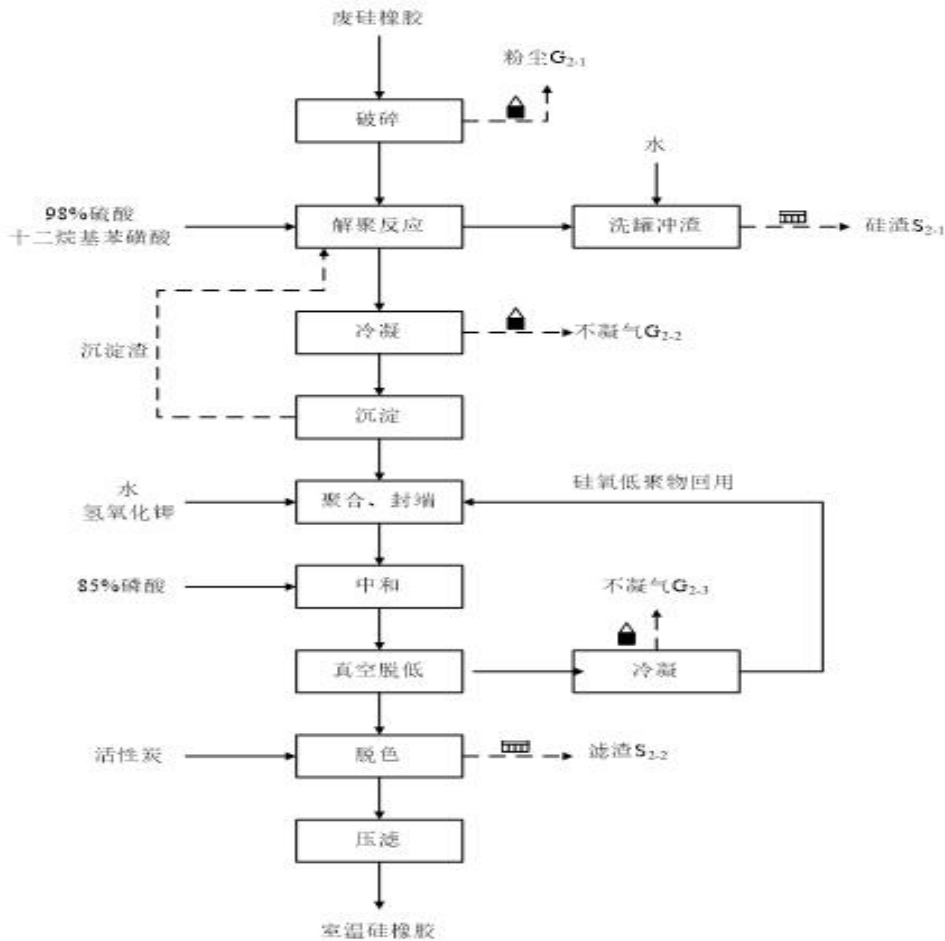 废硅橡胶
粉尘G2-1
破碎
水
98%硫酸
十二烷基苯磺酸
解聚反应
洗罐冲渣
硅渣S2-1
冷凝
不凝气G2-2
沉淀渣
沉淀
硅氧低聚物回用
水
氢氧化钾
聚合、封端
85%磷酸
中和
不凝气G2-3
真空脱低
冷凝
活性炭
脱色
滤渣S2-2
压滤
室温硅橡胶